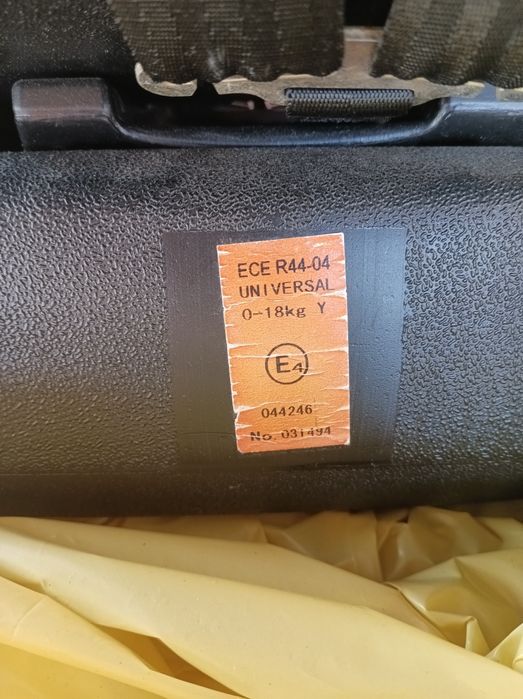 ECE R44-04
UNIVERSAL
0-18kg Y
E4
044246
No. 031494